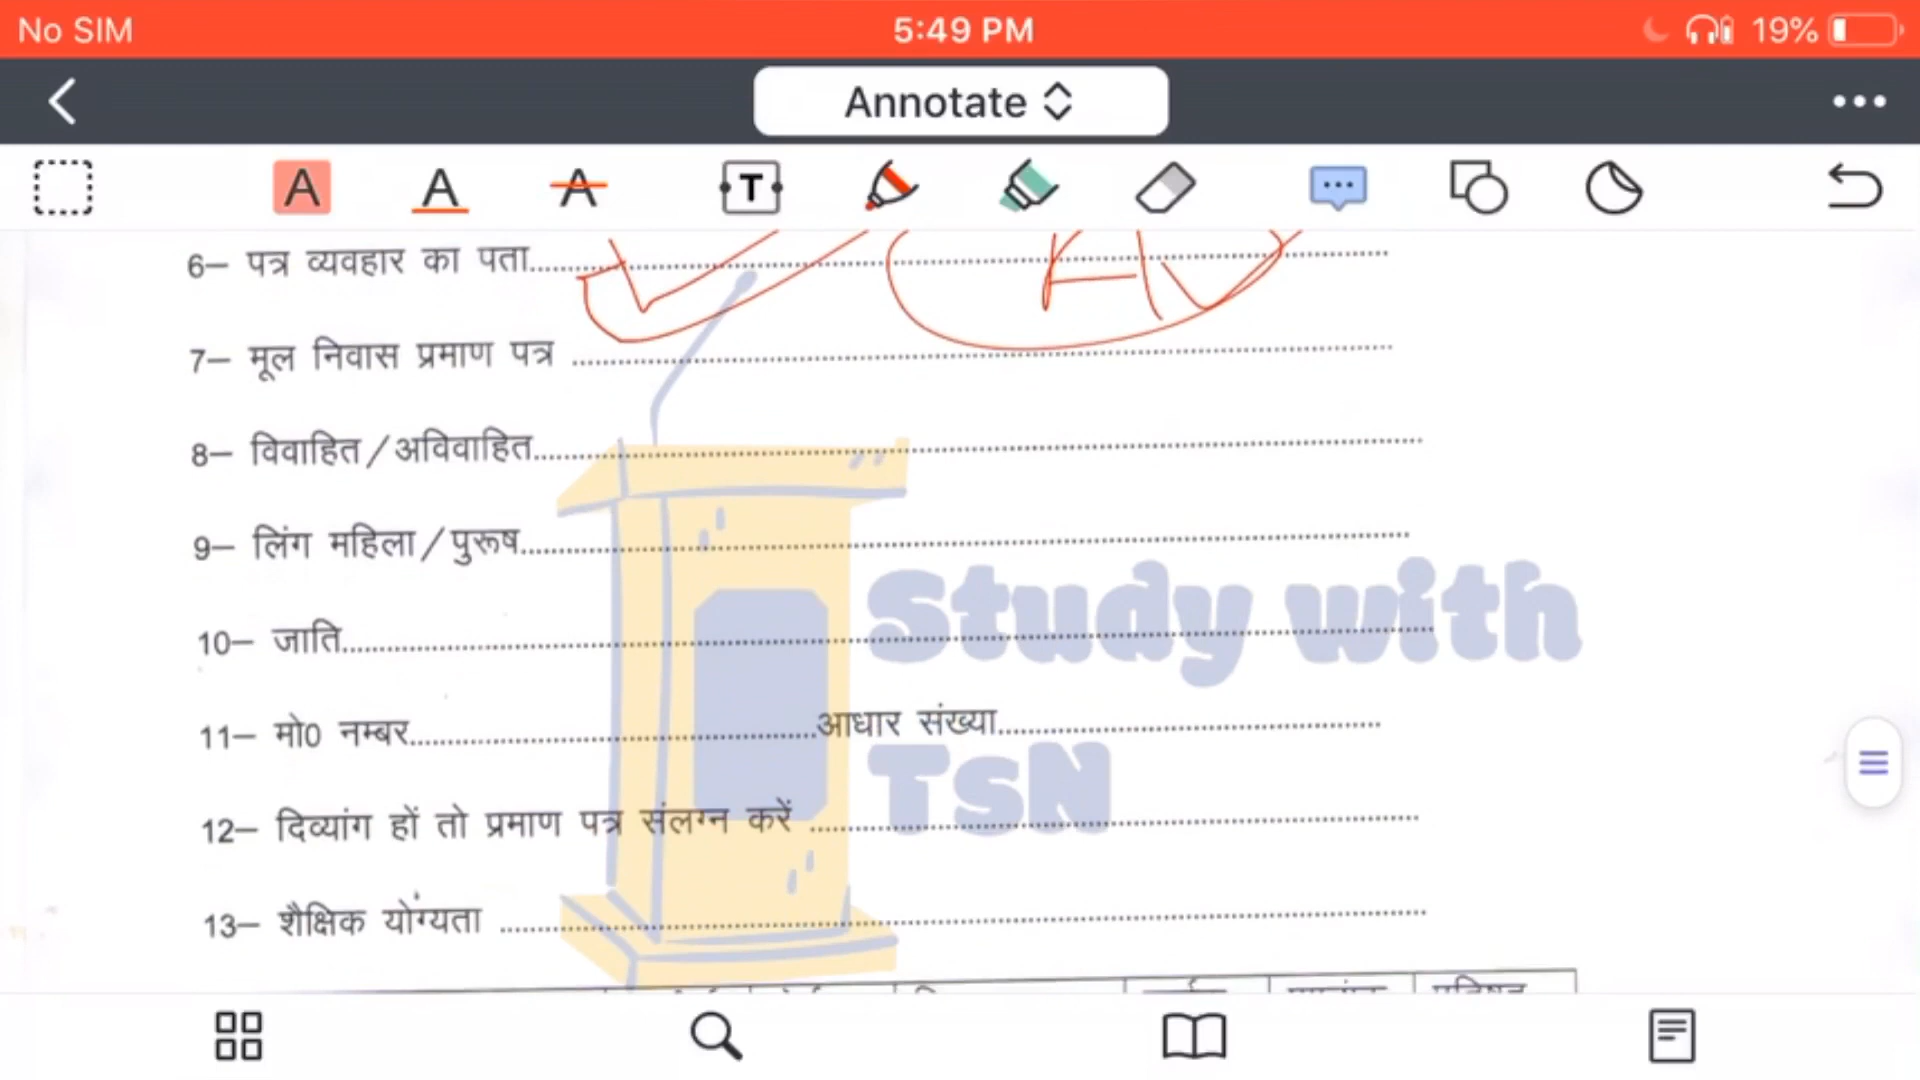 No SIM 5:49 PM 19%
Annotate
A A A T
6— पत्र व्यवहार का पता
7— मूल निवास प्रमाण पत्र
8— विवाहित/अविवाहित
9— लिंग महिला/पुरूष
10— जाति
11— मो0 नम्बर आधार संख्या
12— दिव्यांग हों तो प्रमाण पत्र संलग्न करें
13— शैक्षिक योग्यता
Study with
TsN